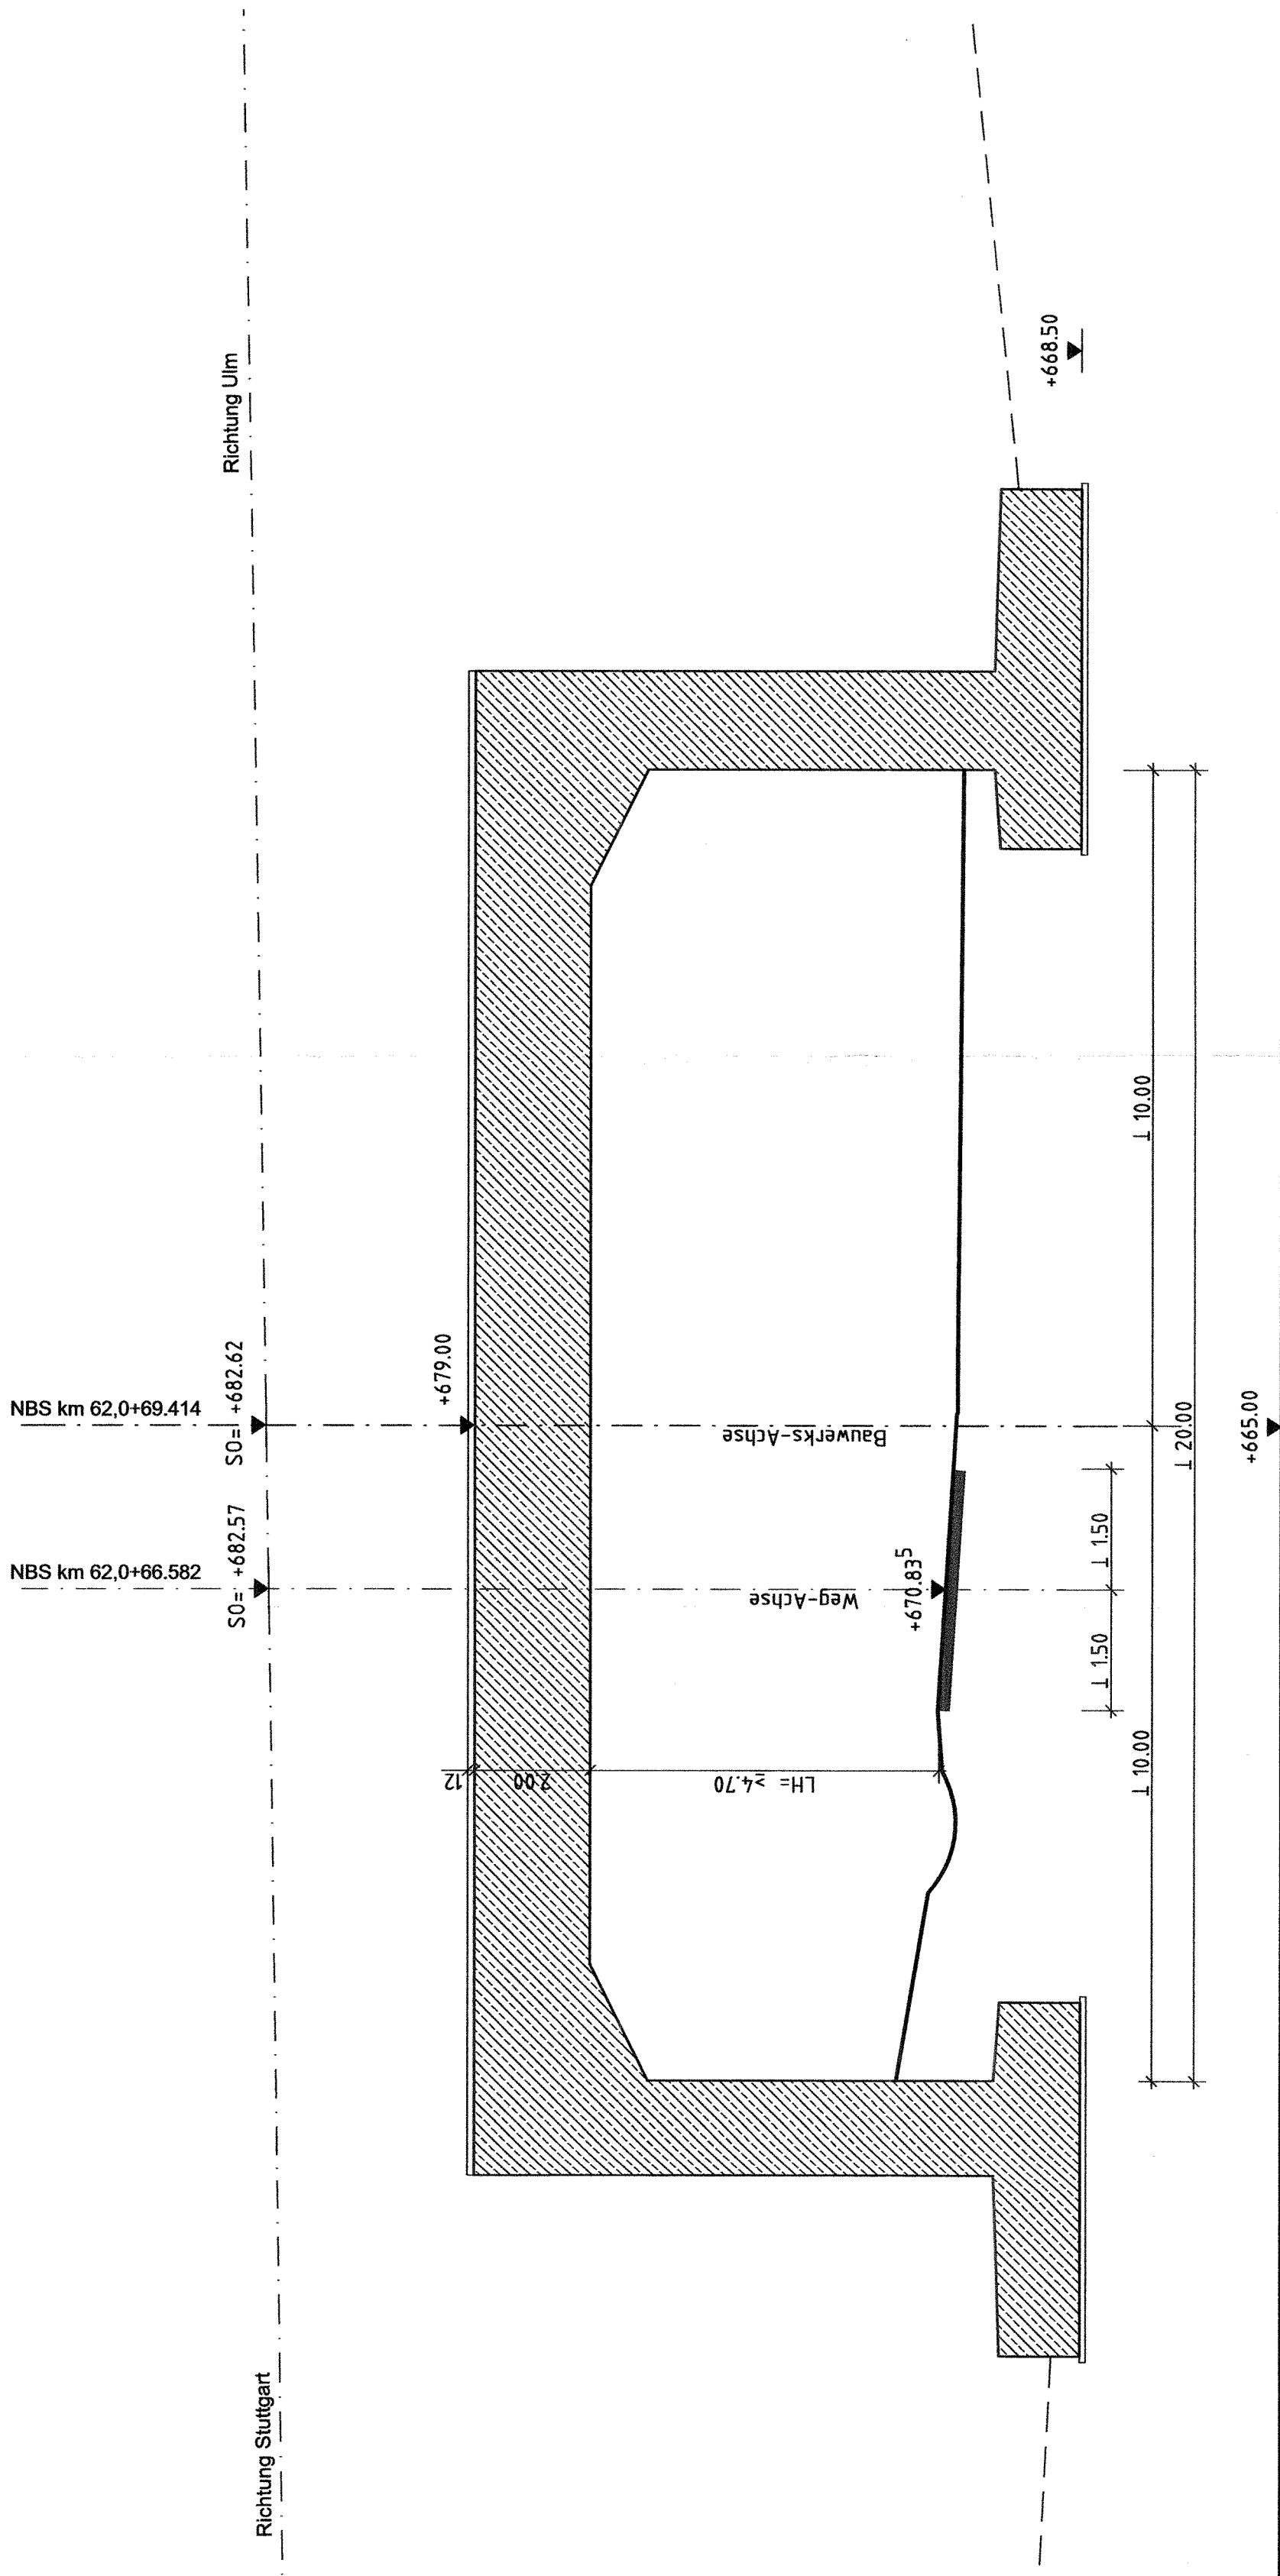 Richtung Stuttgart
Richtung Ulm
NBS km 62,0+66.582
SO= +682.57
NBS km 62,0+69.414
SO= +682.62
+679.00
12
2.00
LH= ≥4.70
Weg-Achse
Bauwerks-Achse
+670.83⁵
+668.50
⊥ 1.50
⊥ 1.50
⊥ 10.00
⊥ 10.00
⊥ 20.00
+665.00